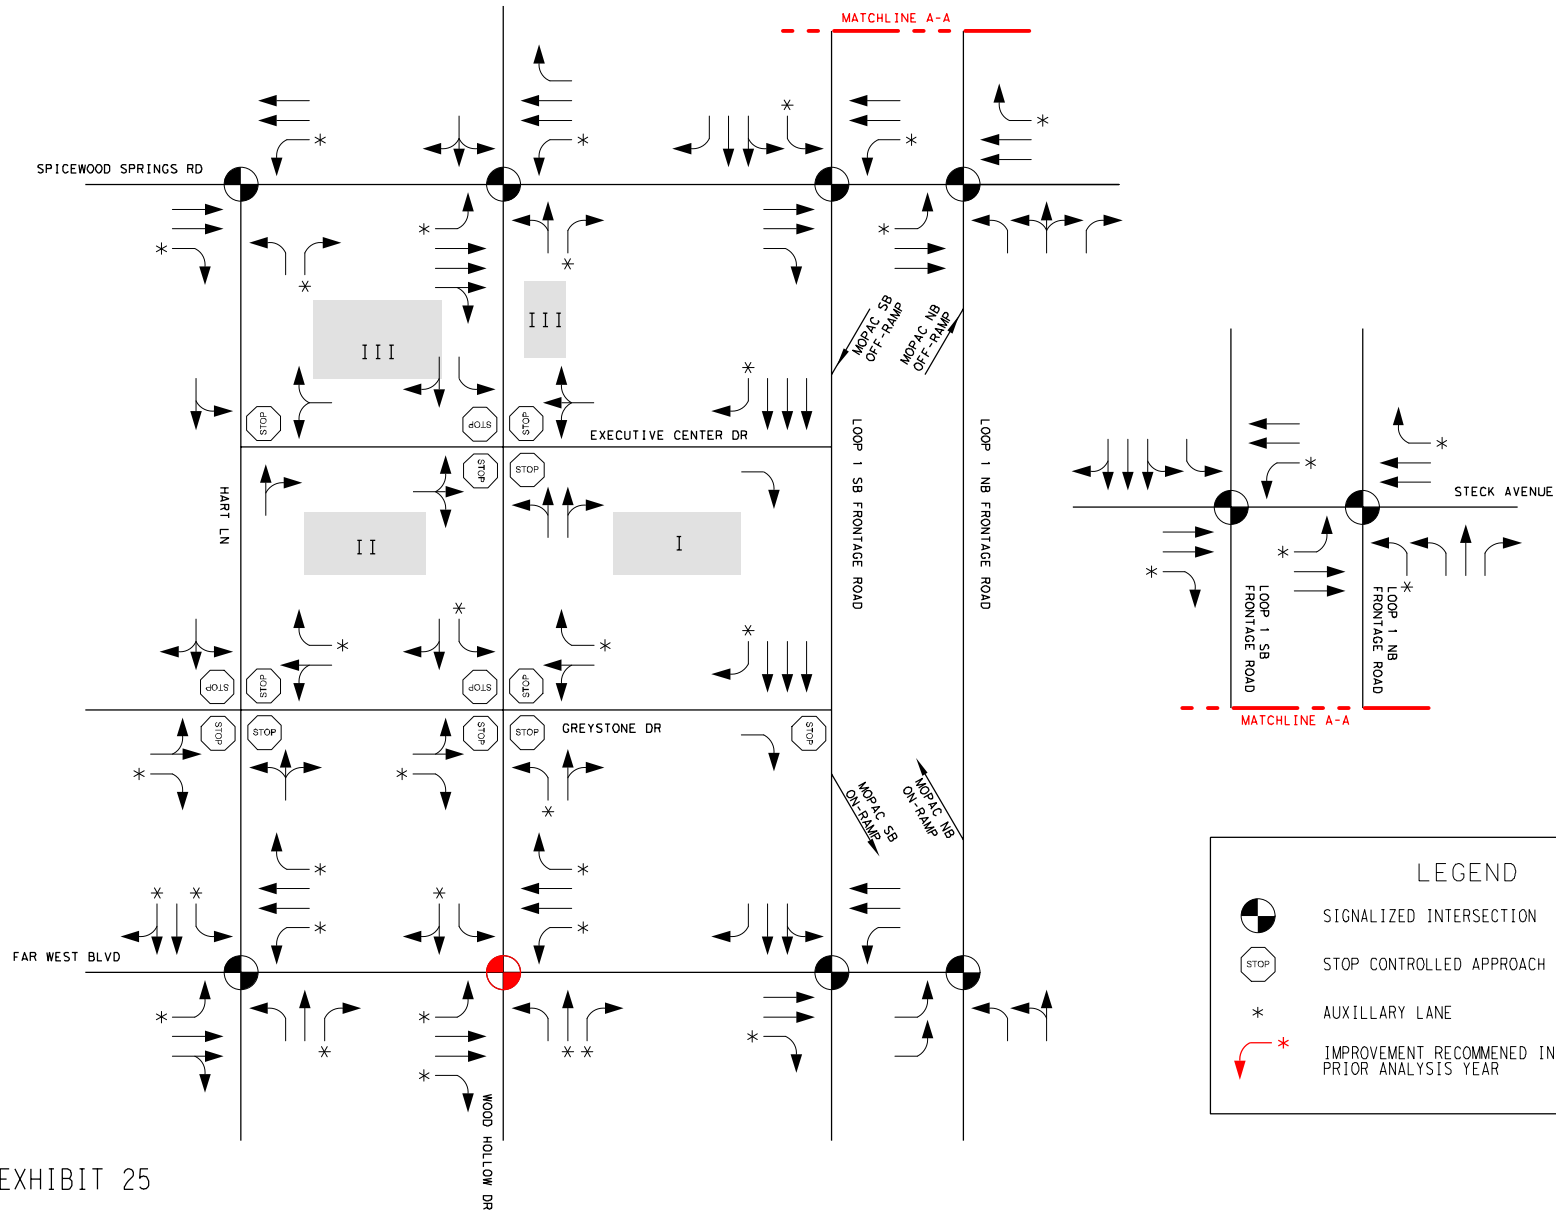 MATCHLINE A-A
SPICEWOOD SPRINGS RD
III
III
MOPAC SB
OFF-RAMP
MOPAC NB
OFF-RAMP
STOP
STOP
STOP
EXECUTIVE CENTER DR
STOP
STOP
HART LN
LOOP 1 SB FRONTAGE ROAD
LOOP 1 NB FRONTAGE ROAD
II
I
STECK AVENUE
LOOP 1 SB
FRONTAGE ROAD
LOOP 1 NB
FRONTAGE ROAD
MATCHLINE A-A
STOP
STOP
STOP
STOP
STOP
STOP
STOP
STOP
GREYSTONE DR
STOP
MOPAC SB
ON-RAMP
MOPAC NB
ON-RAMP
FAR WEST BLVD
WOOD HOLLOW DR
LEGEND
SIGNALIZED INTERSECTION
STOP
STOP CONTROLLED APPROACH
* AUXILLARY LANE
* IMPROVEMENT RECOMMENED IN
PRIOR ANALYSIS YEAR
EXHIBIT 25